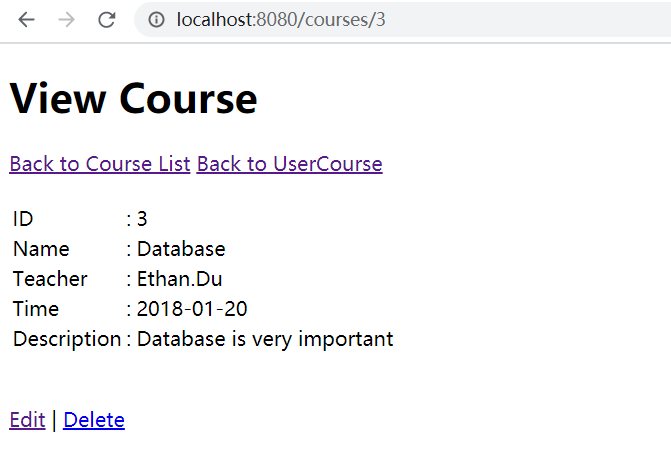 localhost:8080/courses/3
View Course
Back to Course List Back to UserCourse
ID : 3
Name : Database
Teacher : Ethan.Du
Time : 2018-01-20
Description : Database is very important
Edit | Delete